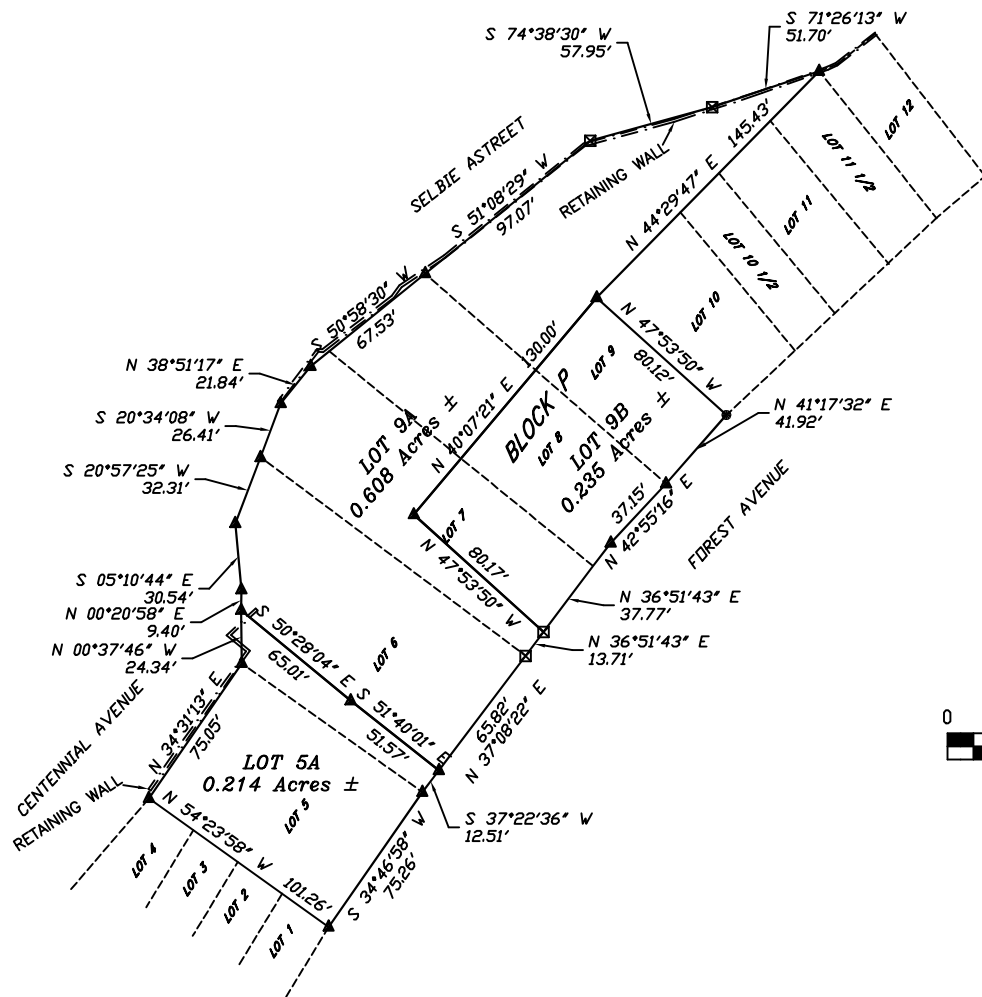 S 71°26'13" W
51.70'
S 74°38'30" W
57.95'
SELBIE ASTREET
RETAINING WALL
S 51°08'29" W
97.07'
N 44°29'47" E 145.43'
LOT 12
LOT 11 1/2
LOT 11
LOT 10 1/2
LOT 10
S 50°58'30" W
67.53'
N 38°51'17" E
21.84'
S 20°34'08" W
26.41'
S 20°57'25" W
32.31'
S 05°10'44" E
30.54'
N 00°20'58" E
9.40'
N 00°37'46" W
24.34'
LOT 9A
0.608 Acres ±
N 40°07'21" E 130.00'
BLOCK P
LOT 9
LOT 8
LOT 7
LOT 9B
0.235 Acres ±
N 47°53'50" W
80.12'
N 41°17'32" E
41.92'
37.15'
N 42°55'16" E
FOREST AVENUE
80.17'
N 47°53'50" W
N 36°51'43" E
37.77'
N 36°51'43" E
13.71'
S 50°28'04" E
65.01'
LOT 6
S 51°40'01" E
51.57'
65.82'
N 37°08'22" E
CENTENNIAL AVENUE
RETAINING WALL
N 34°31'13" E
75.05'
LOT 5A
0.214 Acres ±
LOT 5
S 37°22'36" W
12.51'
N 54°23'58" W 101.26'
S 34°46'58" W
75.26'
LOT 4
LOT 3
LOT 2
LOT 1
0